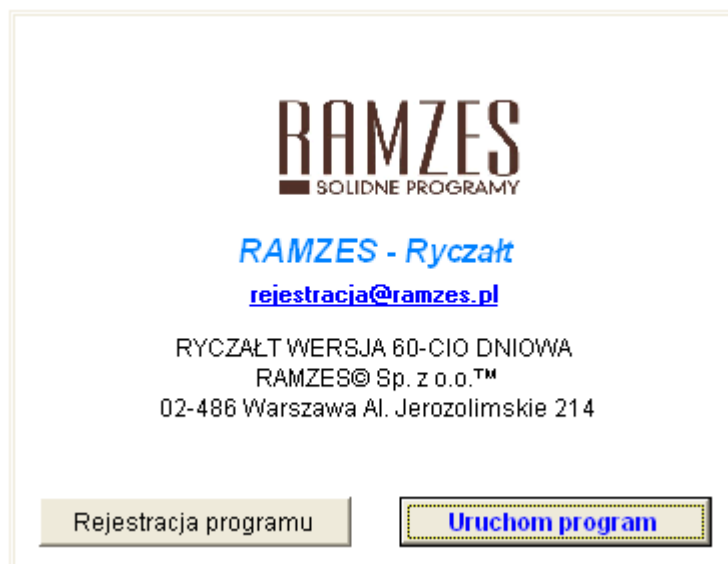 RAMZES
SOLIDNE PROGRAMY
RAMZES - Ryczałt
rejestracja@ramzes.pl
RYCZAŁT WERSJA 60-CIO DNIOWA
RAMZES© Sp. z o.o.™
02-486 Warszawa Al. Jerozolimskie 214
Rejestracja programu
Uruchom program